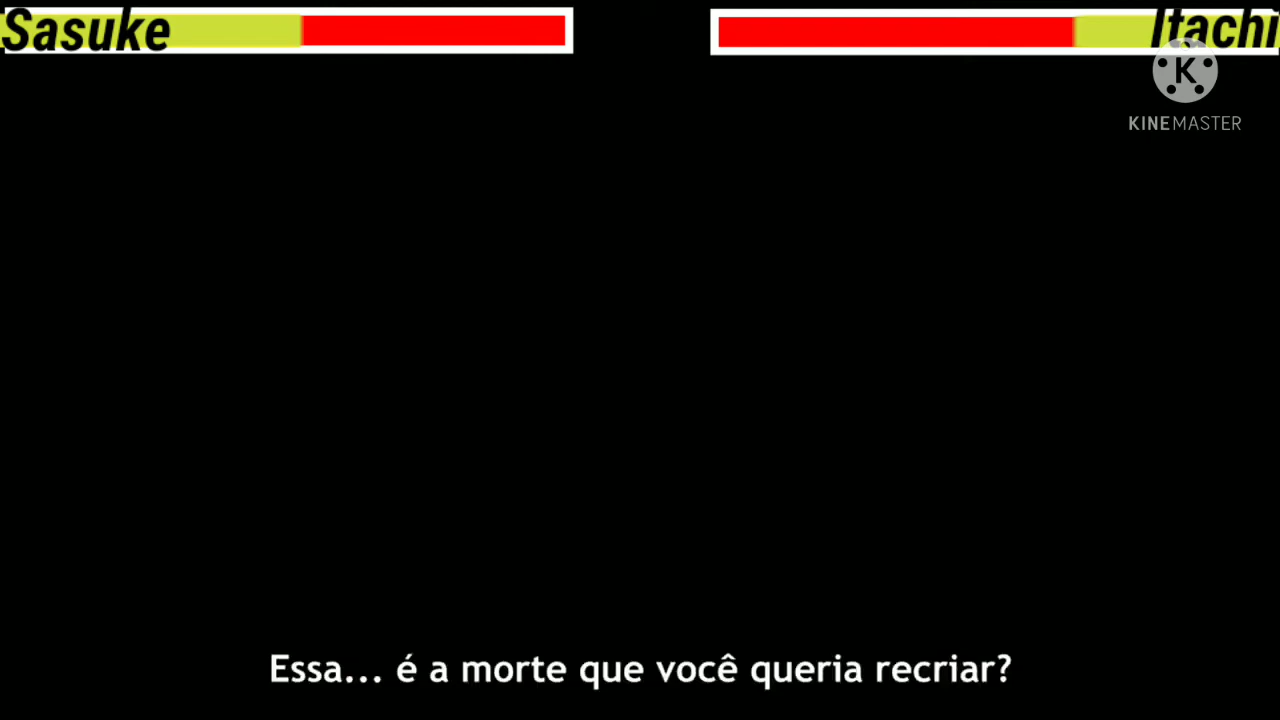 Sasuke
Itachi
K
KINEMASTER
Essa... é a morte que você queria recriar?